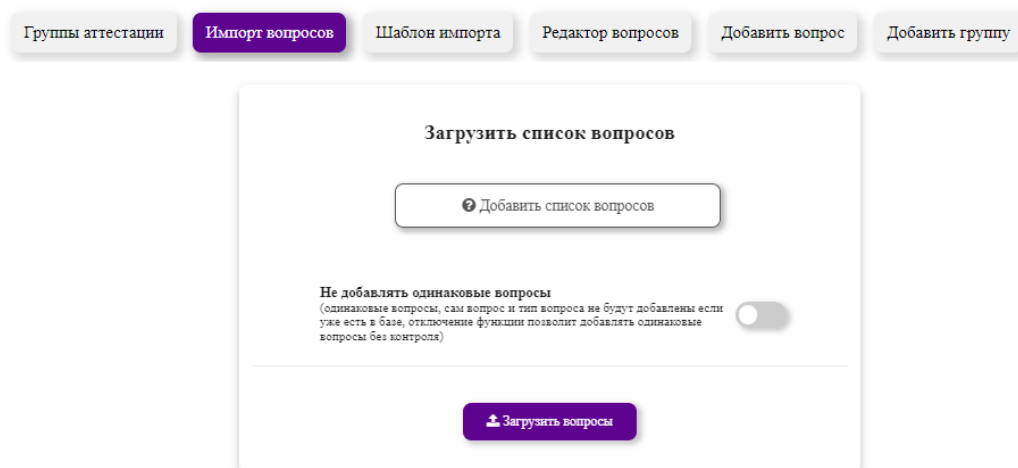 Группы аттестации Импорт вопросов Шаблон импорта Редактор вопросов Добавить вопрос Добавить группу
Загрузить список вопросов
Добавить список вопросов
Не добавлять одинаковые вопросы
(одинаковые вопросы, сам вопрос и тип вопроса не будут добавлены если
уже есть в базе, отключение функции позволит добавлять одинаковые
вопросы без контроля)
Загрузить вопросы